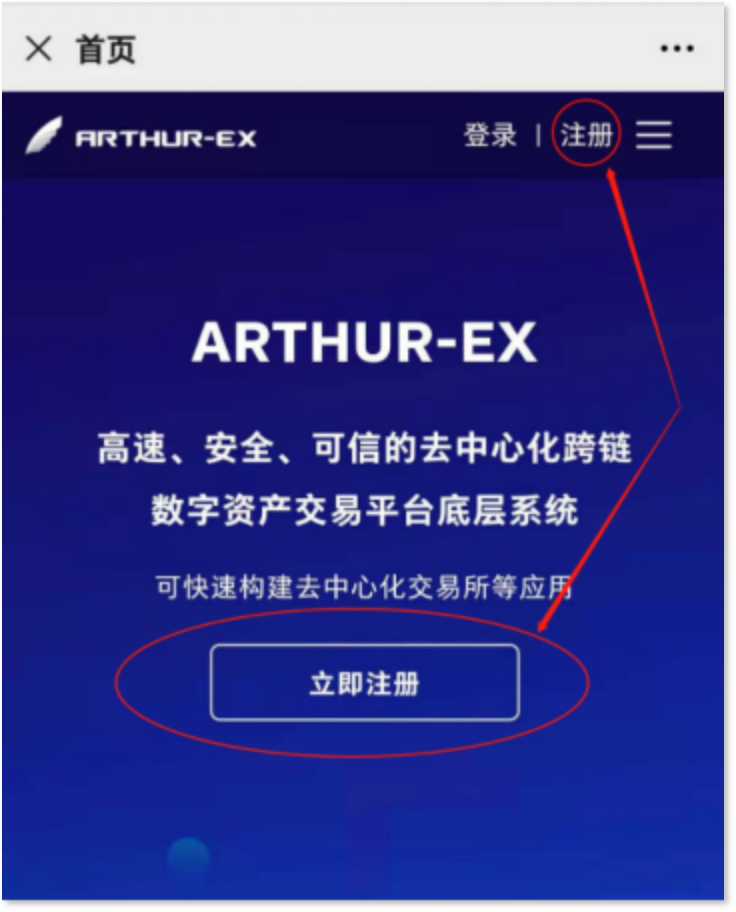 首页
ARTHUR-EX
登录 | 注册
ARTHUR-EX
高速、安全、可信的去中心化跨链
数字资产交易平台底层系统
可快速构建去中心化交易所等应用
立即注册